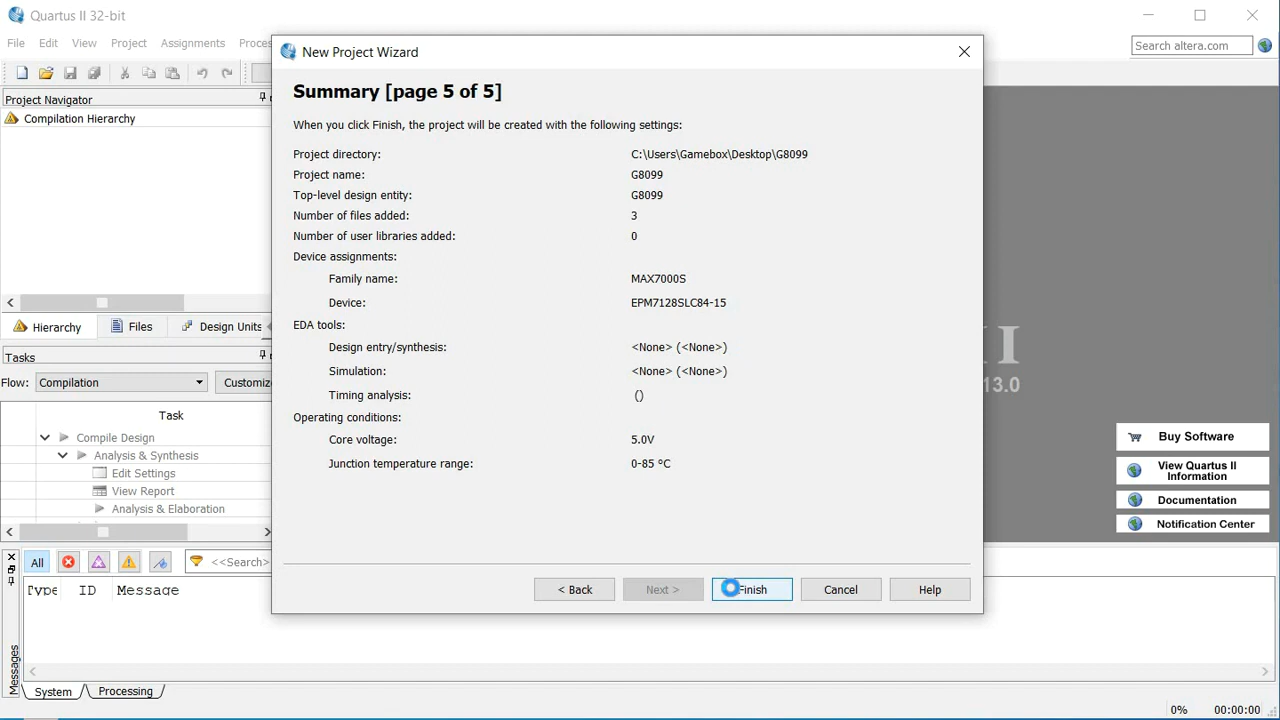 Quartus II 32-bit
File Edit View Project Assignments
Search altera.com
New Project Wizard
Project Navigator
Compilation Hierarchy
Hierarchy Files Design Units
Tasks
Flow: Compilation
Task
Compile Design
Analysis & Synthesis
Edit Settings
View Report
Analysis & Elaboration
Summary [page 5 of 5]
When you click Finish, the project will be created with the following settings:
Project directory: C:\Users\Gamebox\Desktop\G8099
Project name: G8099
Top-level design entity: G8099
Number of files added: 3
Number of user libraries added: 0
Device assignments:
Family name: MAX7000S
Device: EPM7128SLC84-15
EDA tools:
Design entry/synthesis: <None> (<None>)
Simulation: <None> (<None>)
Timing analysis: ()
Operating conditions:
Core voltage: 5.0V
Junction temperature range: 0-85 ºC
< Back Next > Finish Cancel Help
II
13.0
Buy Software
View Quartus II
Information
Documentation
Notification Center
All <<Search>
Type ID Message
Messages
System Processing
0% 00:00:00